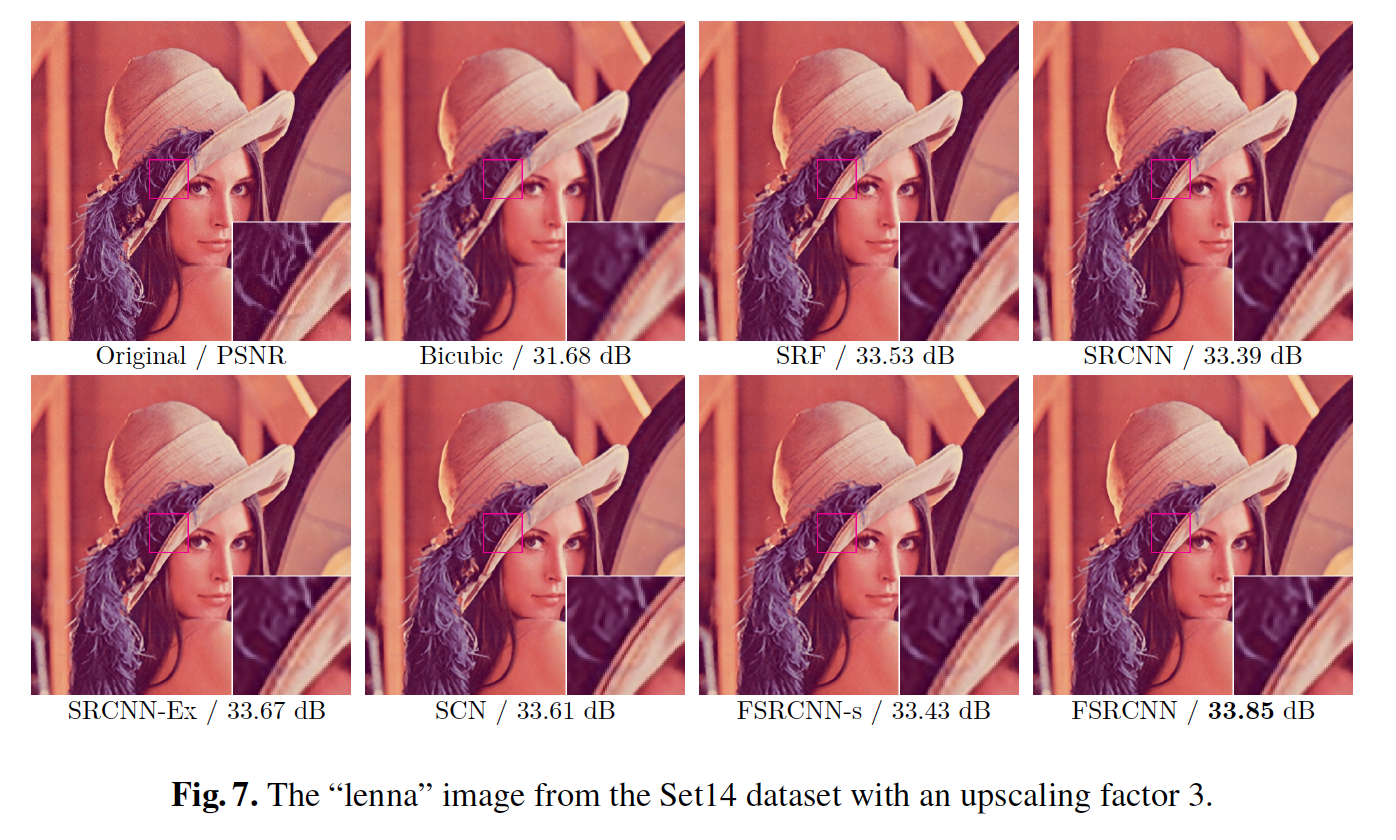 Original / PSNR
Bicubic / 31.68 dB
SRF / 33.53 dB
SRCNN / 33.39 dB
SRCNN-Ex / 33.67 dB
SCN / 33.61 dB
FSRCNN-s / 33.43 dB
FSRCNN / 33.85 dB
Fig. 7. The “lenna” image from the Set14 dataset with an upscaling factor 3.